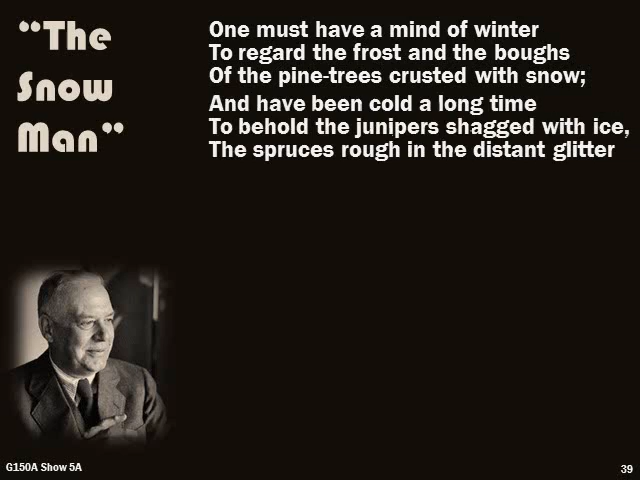 “The
Snow
Man”
One must have a mind of winter
To regard the frost and the boughs
Of the pine-trees crusted with snow;
And have been cold a long time
To behold the junipers shagged with ice,
The spruces rough in the distant glitter
G150A Show 5A
39